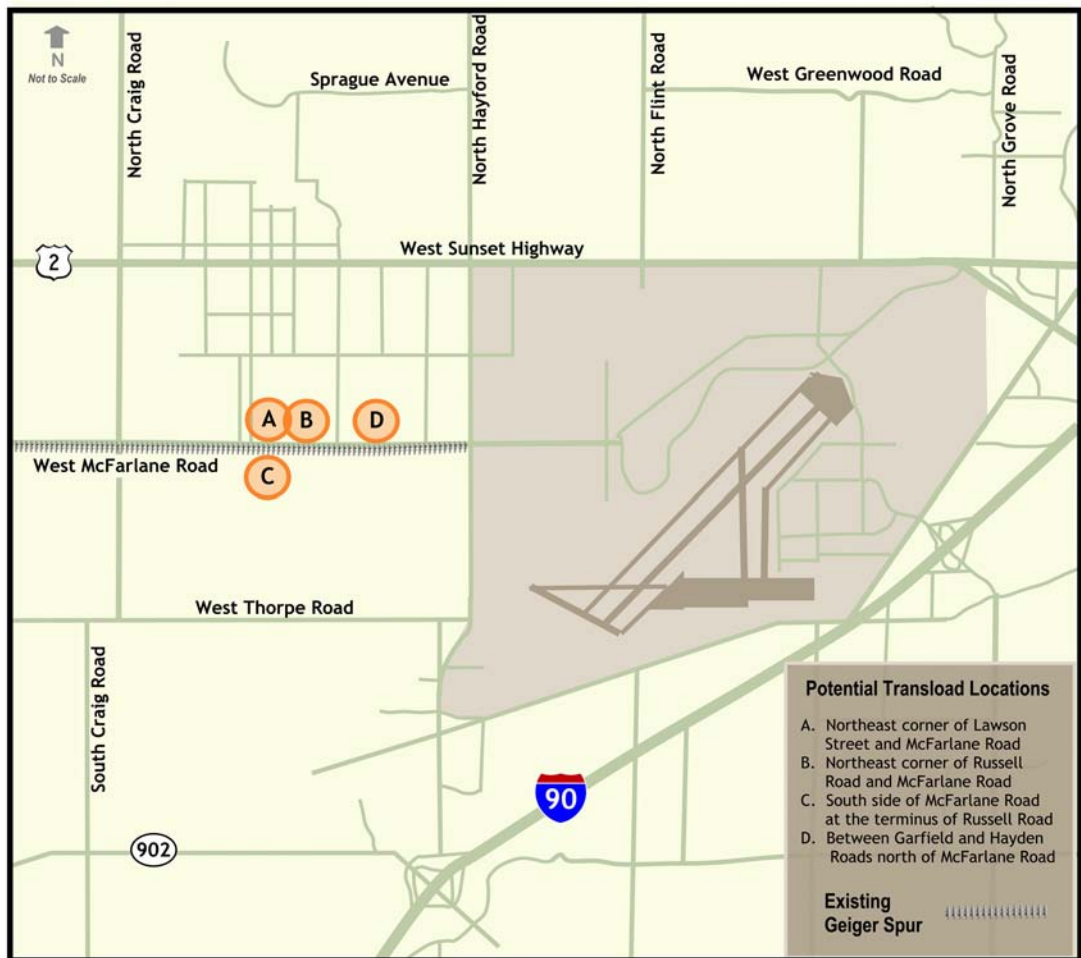 N
Not to Scale
North Craig Road
Sprague Avenue
North Hayford Road
North Flint Road
West Greenwood Road
North Grove Road
West Sunset Highway
2
A
B
D
West McFarlane Road
C
West Thorpe Road
South Craig Road
90
902
Potential Transload Locations
A. Northeast corner of Lawson
Street and McFarlane Road
B. Northeast corner of Russell
Road and McFarlane Road
C. South side of McFarlane Road
at the terminus of Russell Road
D. Between Garfield and Hayden
Roads north of McFarlane Road
Existing
Geiger Spur